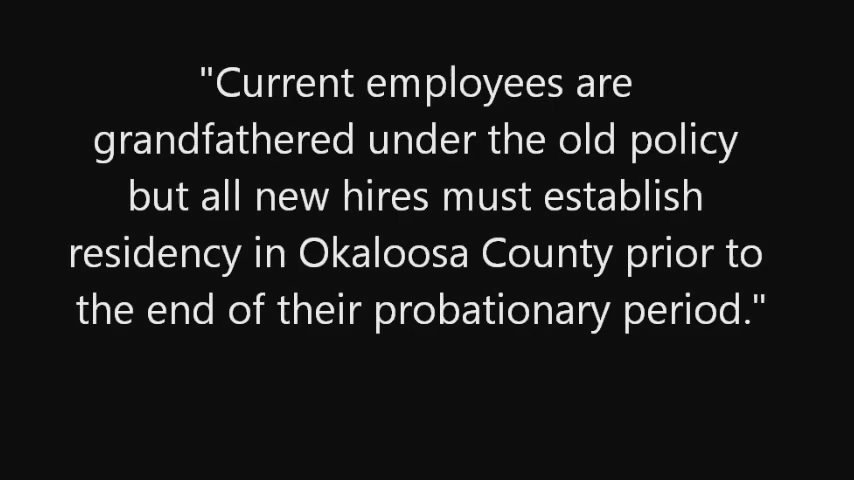 "Current employees are
grandfathered under the old policy
but all new hires must establish
residency in Okaloosa County prior to
the end of their probationary period."